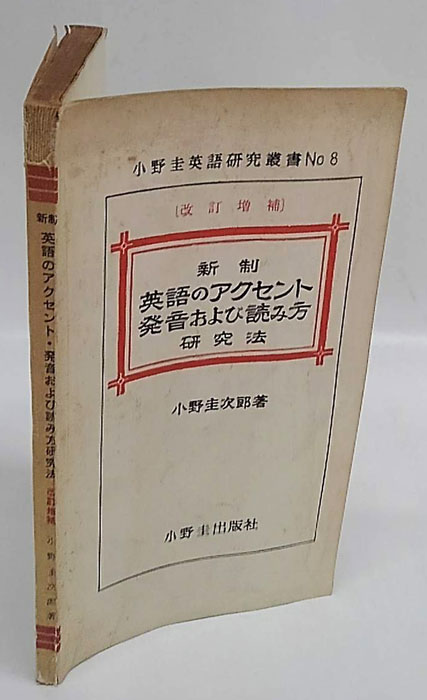 小野圭英語研究叢書No8
〔改訂増補〕
新制
英語のアクセント
発音および読み方
研究法
小野圭次郎著
小野圭出版社
新制 英語のアクセント・発音および読み方研究法 改訂増補 小野圭次郎著